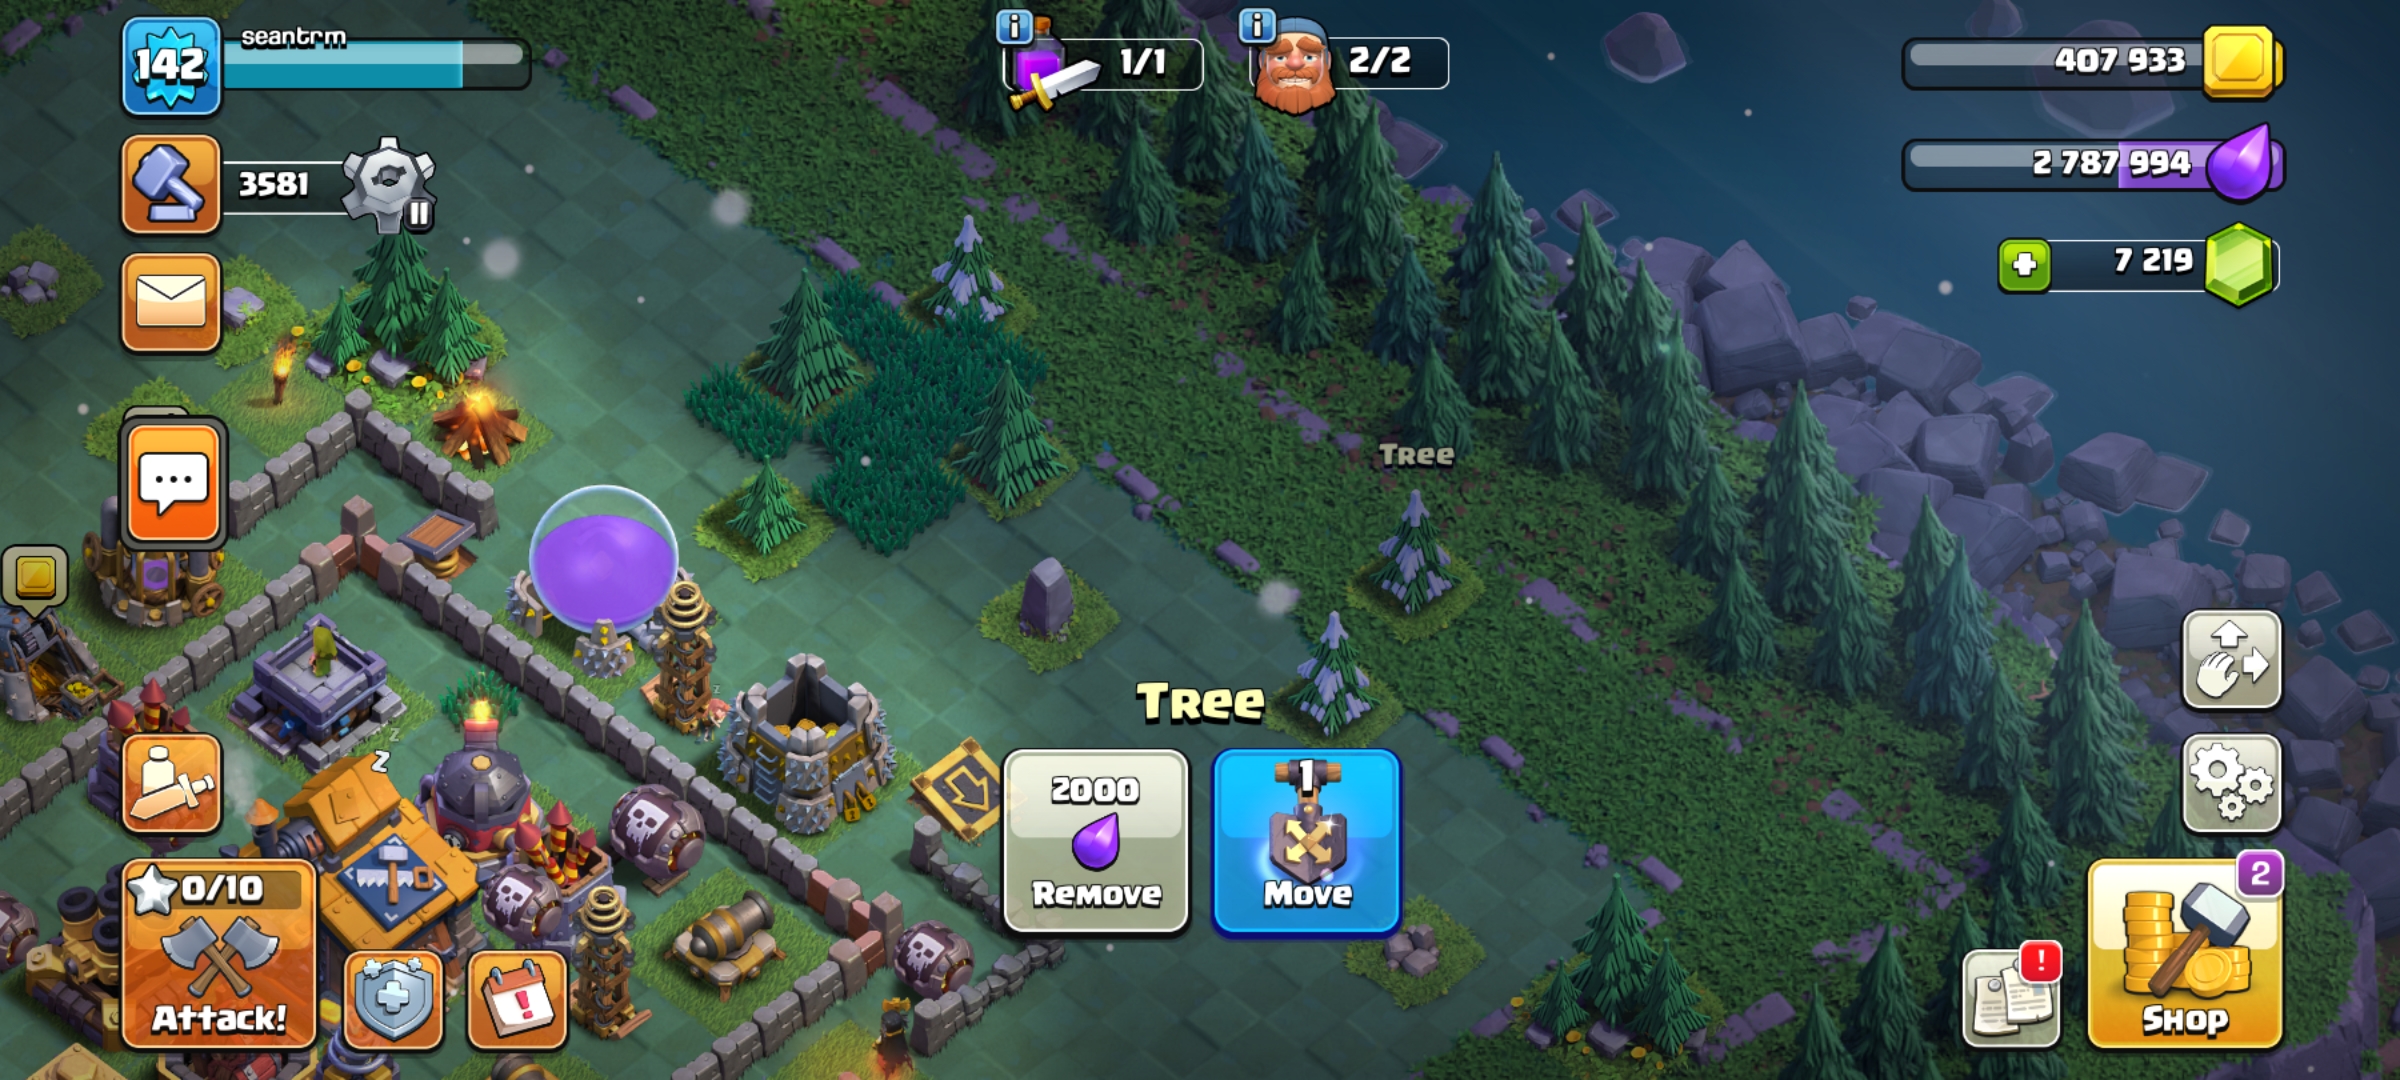 142
seantrm
1/1
2/2
407 933
3581
2 787 994
7 219
Tree
Tree
2000
Remove
1
Move
z
z
z
0/10
Attack!
2
!
Shop